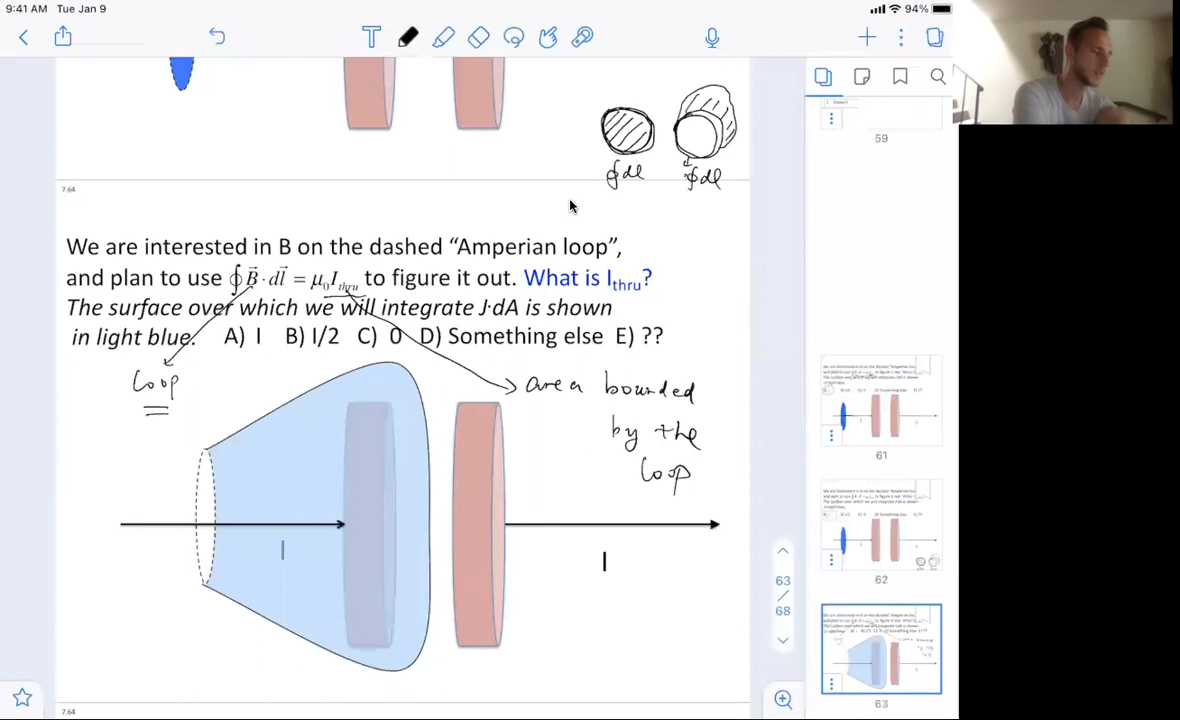 9:41 AM Tue Jan 9
94%
59
∮dl
∮dl
7.64
We are interested in B on the dashed “Amperian loop”,
and plan to use ∮B⃗·dl⃗ = μ₀I_thru to figure it out. What is I_thru?
The surface over which we will integrate J·dA is shown
in light blue. A) I B) I/2 C) 0 D) Something else E) ??
Loop
area bounded
by the
loop
I
I
7.64
61
62
63
/
68
63